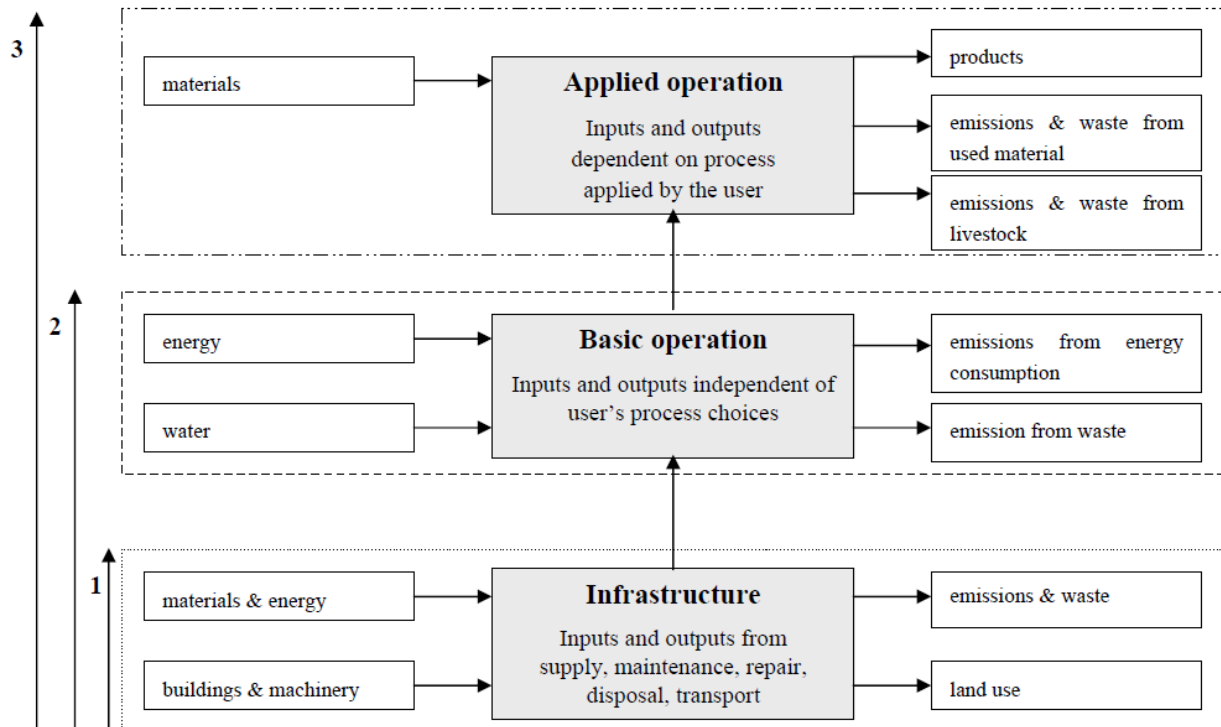 3
materials
Applied operation
Inputs and outputs
dependent on process
applied by the user
products
emissions & waste from
used material
emissions & waste from
livestock
2
energy
water
Basic operation
Inputs and outputs independent of
user's process choices
emissions from energy
consumption
emission from waste
1
materials & energy
buildings & machinery
Infrastructure
Inputs and outputs from
supply, maintenance, repair,
disposal, transport
emissions & waste
land use